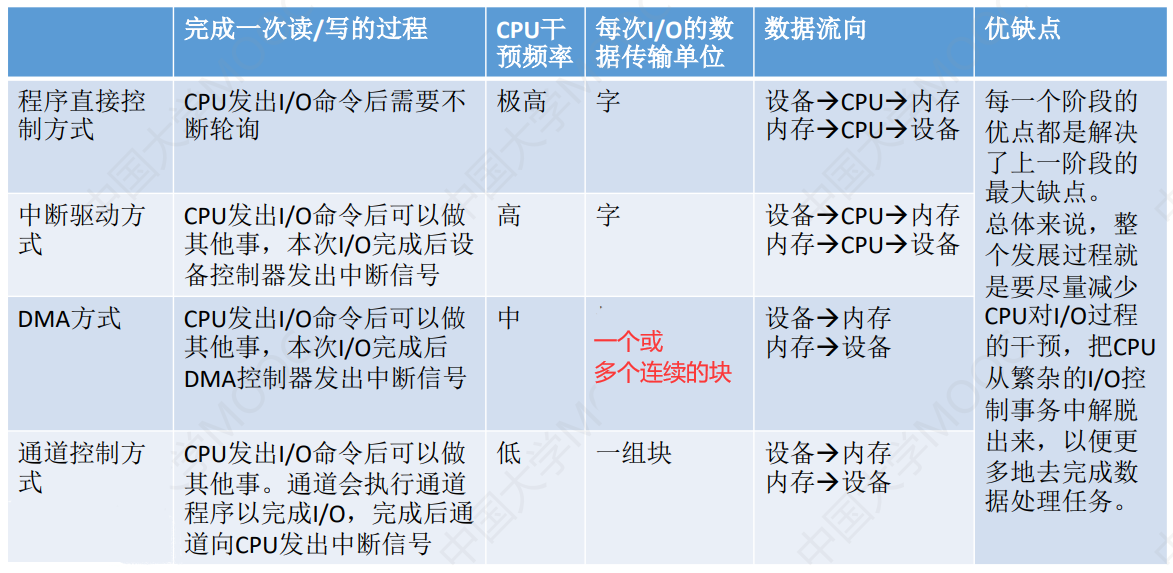 完成一次读/写的过程
CPU干
预频率
每次I/O的数
据传输单位
数据流向
优缺点
程序直接控
制方式
CPU发出I/O命令后需要不
断轮询
极高
字
设备→CPU→内存
内存→CPU→设备
每一个阶段的
优点都是解决
了上一阶段的
最大缺点。
总体来说，整
个发展过程就
是要尽量减少
CPU对I/O过程
的干预，把CPU
从繁杂的I/O控
制事务中解脱
出来，以便更
多地去完成数
据处理任务。
中断驱动方
式
CPU发出I/O命令后可以做
其他事，本次I/O完成后设
备控制器发出中断信号
高
字
设备→CPU→内存
内存→CPU→设备
DMA方式
CPU发出I/O命令后可以做
其他事，本次I/O完成后
DMA控制器发出中断信号
中
一个或
多个连续的块
设备→内存
内存→设备
通道控制方
式
CPU发出I/O命令后可以做
其他事。通道会执行通道
程序以完成I/O，完成后通
道向CPU发出中断信号
低
一组块
设备→内存
内存→设备
中国大学MOOC